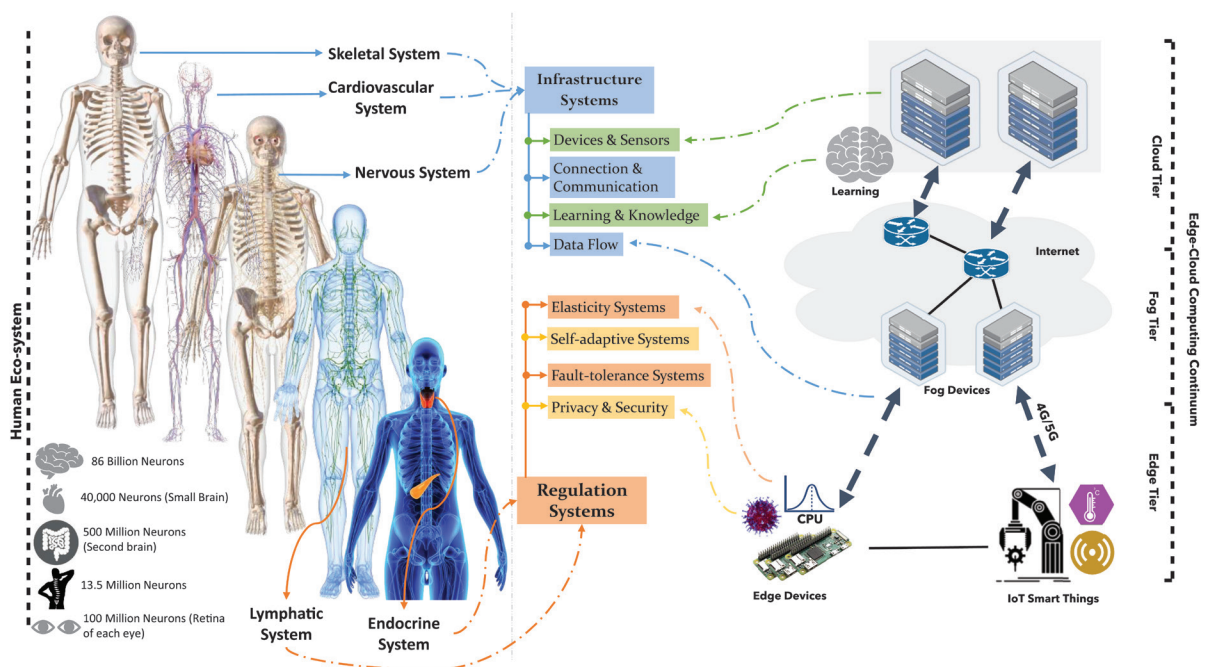 Human Eco-system
Skeletal System
Cardiovascular
System
Nervous System
86 Billion Neurons
40,000 Neurons (Small Brain)
500 Million Neurons
(Second brain)
13.5 Million Neurons
100 Million Neurons (Retina
of each eye)
Lymphatic
System
Endocrine
System
Infrastructure
Systems
Devices & Sensors
Connection &
Communication
Learning & Knowledge
Data Flow
Elasticity Systems
Self-adaptive Systems
Fault-tolerance Systems
Privacy & Security
Regulation
Systems
Learning
Internet
Fog Devices
4G/5G
CPU
Edge Devices
°C
IoT Smart Things
Cloud Tier
Fog Tier
Edge Tier
Edge-Cloud Computing Continuum